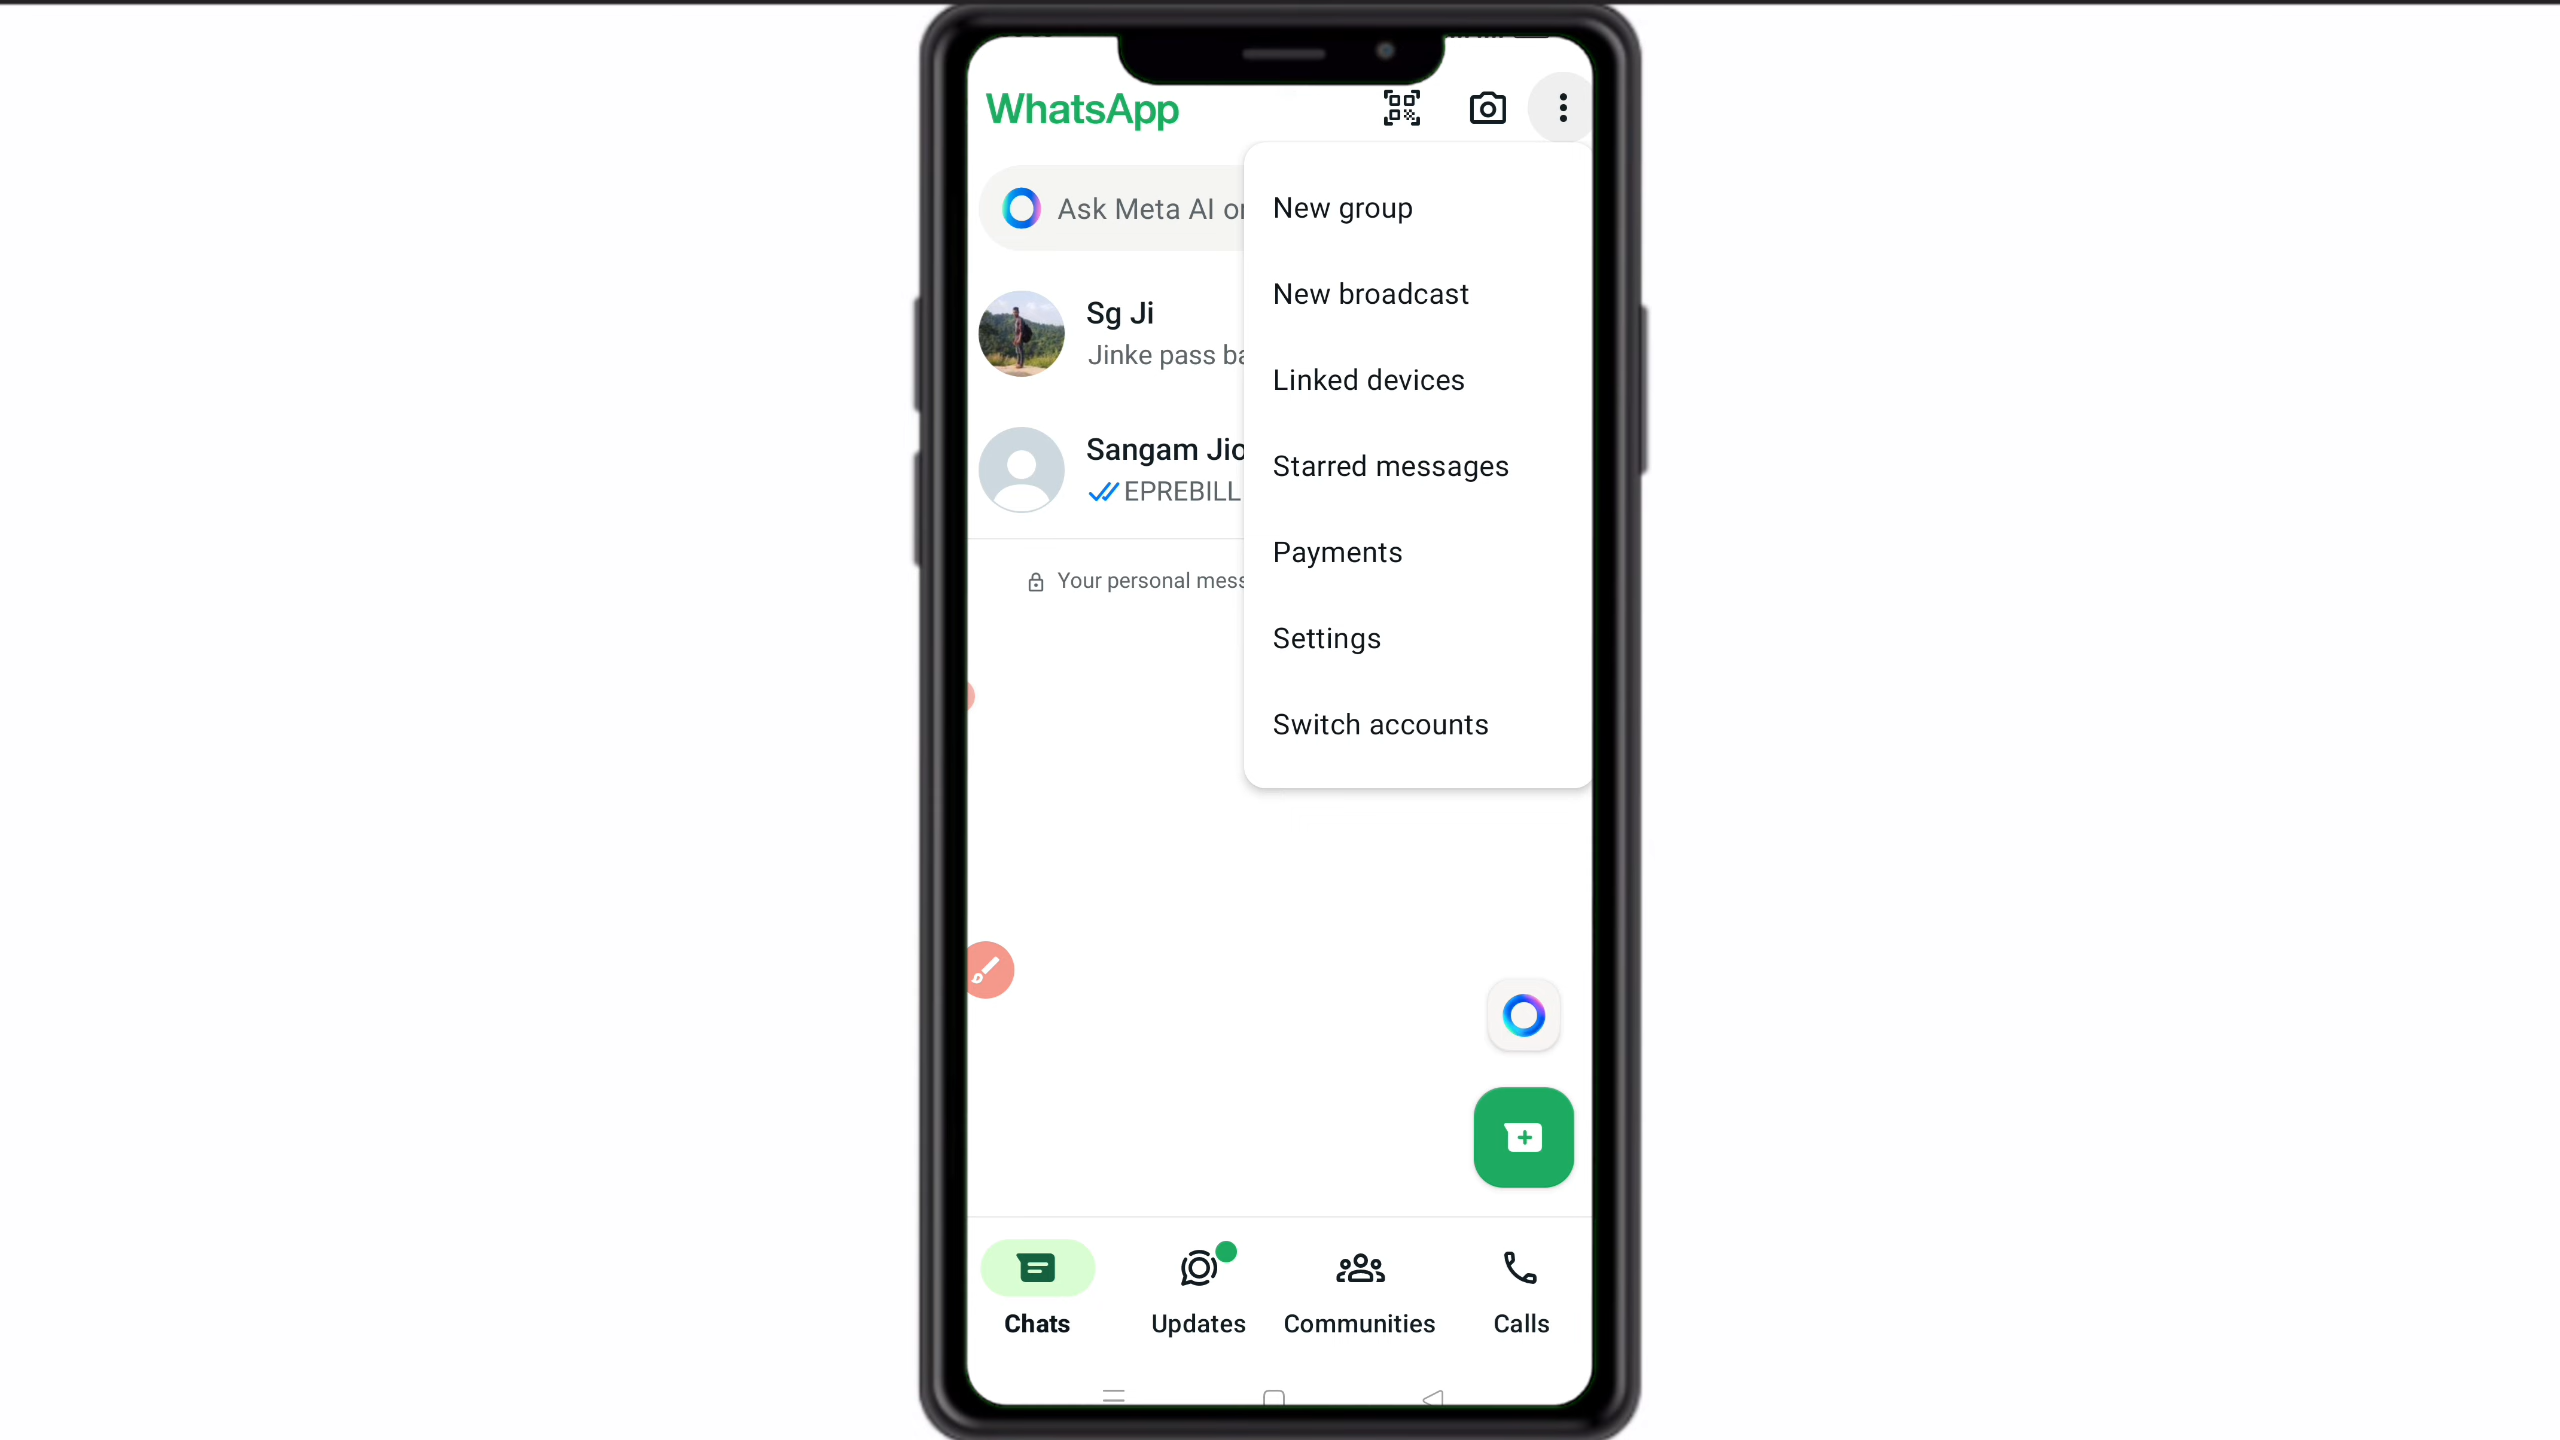 WhatsApp
Ask Meta AI or
New group
New broadcast
Linked devices
Starred messages
Payments
Settings
Switch accounts
Sg Ji
Jinke pass ba
Sangam Jio
EPREBILL
Your personal mess
Chats
Updates
Communities
Calls